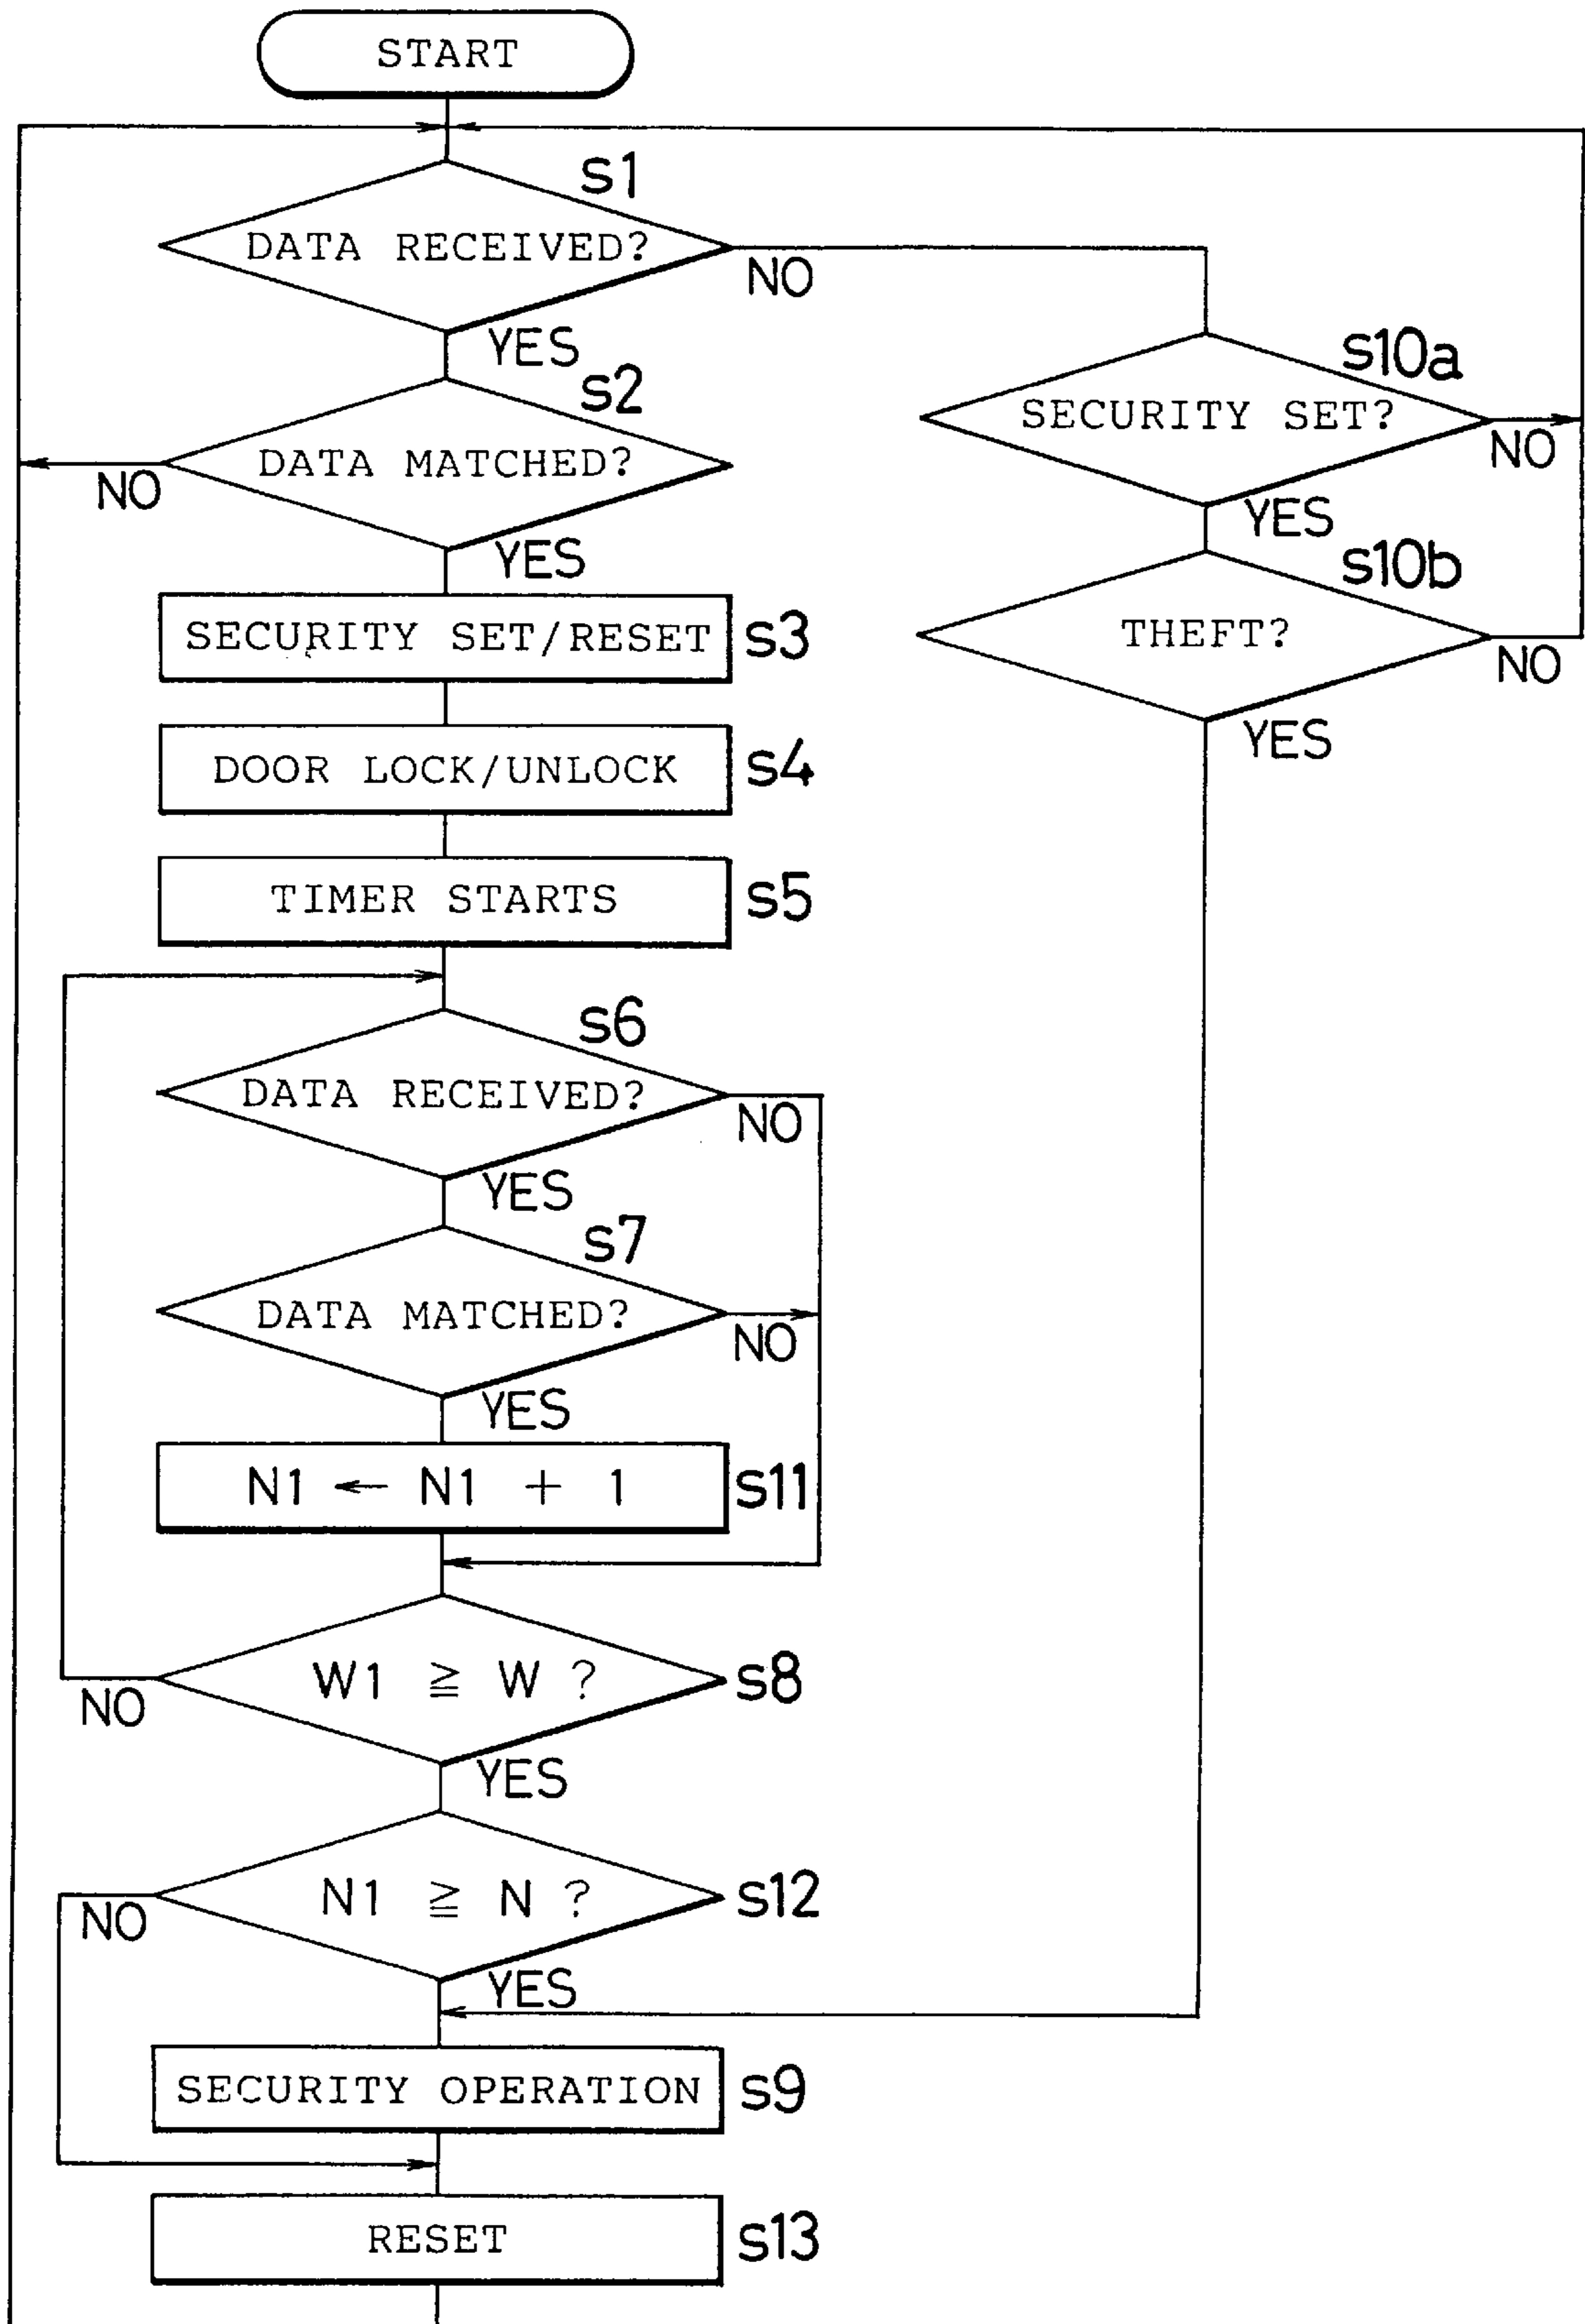 START
s1
DATA RECEIVED?
NO
YES
s10a
s2
SECURITY SET?
DATA MATCHED?
NO
NO
YES
YES
s10b
SECURITY SET/RESET s3
THEFT?
NO
YES
DOOR LOCK/UNLOCK s4
TIMER STARTS s5
s6
DATA RECEIVED?
NO
YES
s7
DATA MATCHED?
NO
YES
N1 ← N1 + 1 s11
W1 ≧ W ? s8
NO
YES
N1 ≧ N ? s12
NO
YES
SECURITY OPERATION s9
RESET s13